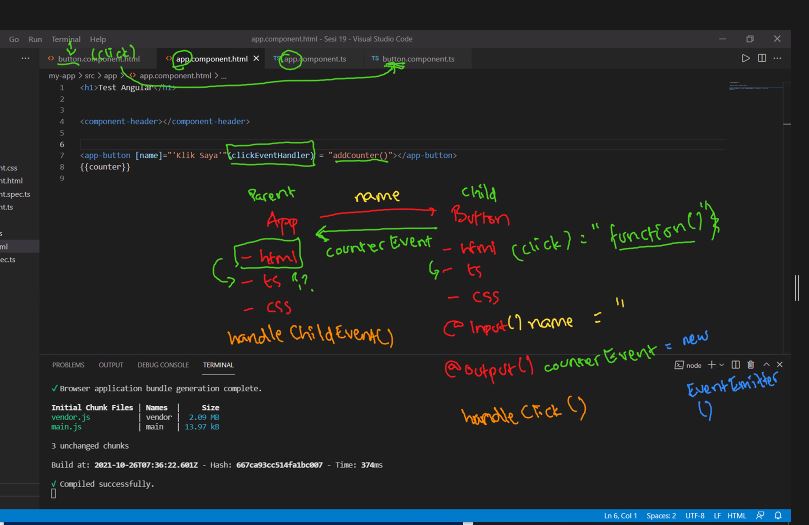 Go Run Terminal Help
app.component.html - Sesi 19 - Visual Studio Code
(click)
button.component.html
app.component.html
TS app.component.ts
TS button.component.ts
my-app > src > app > app.component.html > ...
1 <h1>Test Angular</h1>
2
3
4 <component-header></component-header>
5
6
7 <app-button [name]="'Klik Saya'"(clickEventHandler) = "addCounter()"></app-button>
8 {{counter}}
9
nt.css
nt.html
nt.spec.ts
nt.ts
s
ml
ec.ts
Parent name Child
App Button
counterEvent
- html
- ts ??
- css
- html
- ts
- css
(click) = "function()"
handle ChildEvent()
@Input() name = "
@Output() counterEvent = new
EventEmitter
()
handle Click ()
PROBLEMS OUTPUT DEBUG CONSOLE TERMINAL
node
√ Browser application bundle generation complete.
Initial Chunk Files | Names | Size
vendor.js | vendor | 2.09 MB
main.js | main | 13.97 kB
3 unchanged chunks
Build at: 2021-10-26T07:36:22.601Z - Hash: 667ca93cc514fa1bc007 - Time: 374ms
√ Compiled successfully.
Ln 6, Col 1 Spaces: 2 UTF-8 LF HTML